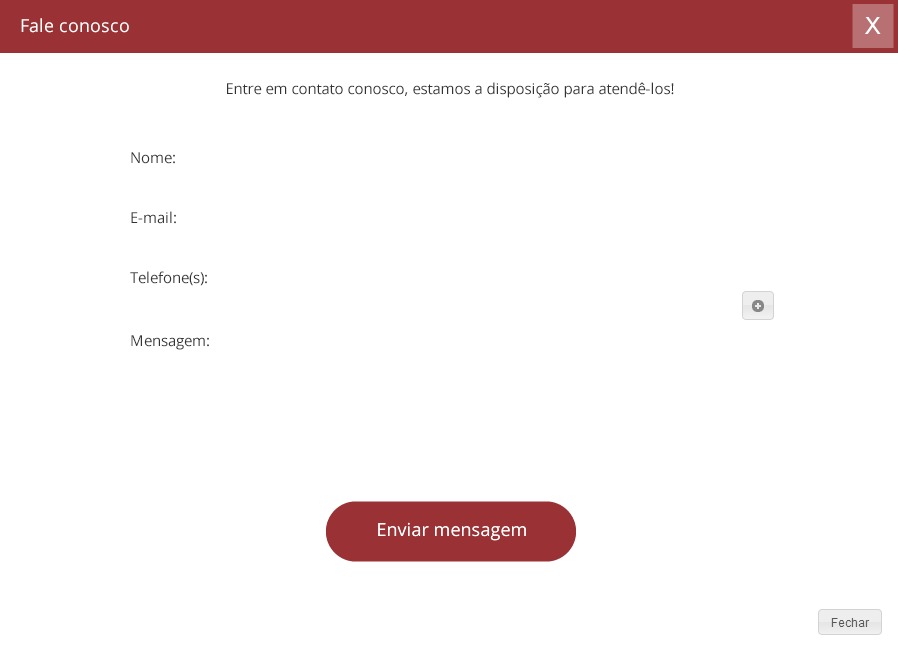 Fale conosco
X
Entre em contato conosco, estamos a disposição para atendê-los!
Nome:
E-mail:
Telefone(s):
Mensagem:
Enviar mensagem
Fechar